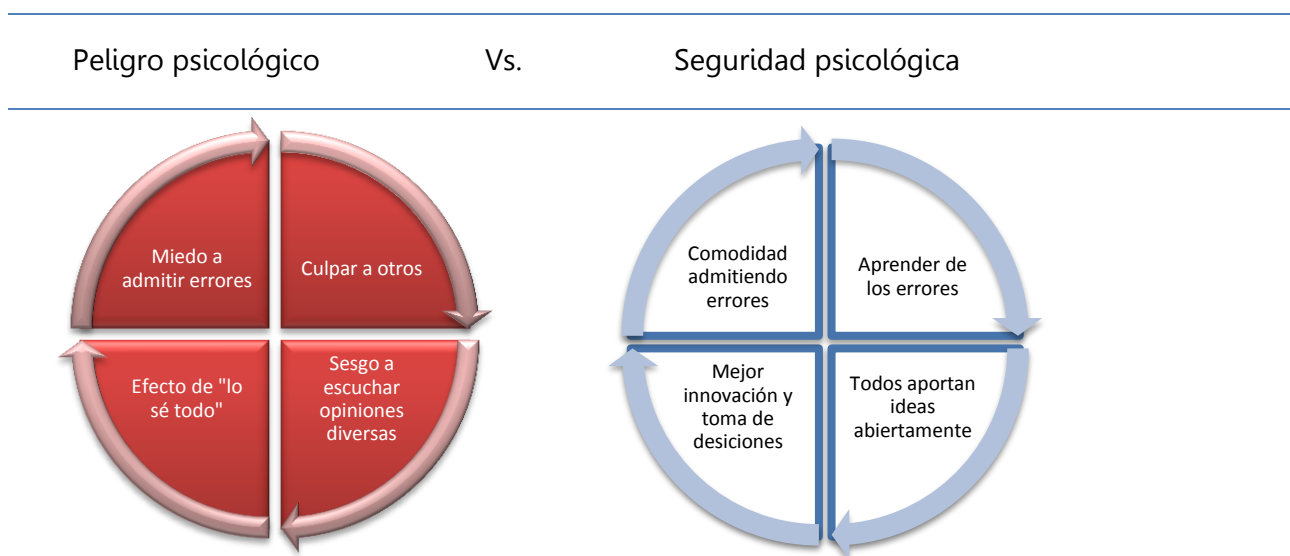 Peligro psicológico Vs. Seguridad psicológica
Miedo a
admitir errores
Culpar a otros
Sesgo a
escuchar
opiniones
diversas
Efecto de "lo
sé todo"
Comodidad
admitiendo
errores
Aprender de
los errores
Todos aportan
ideas
abiertamente
Mejor
innovación y
toma de
desiciones